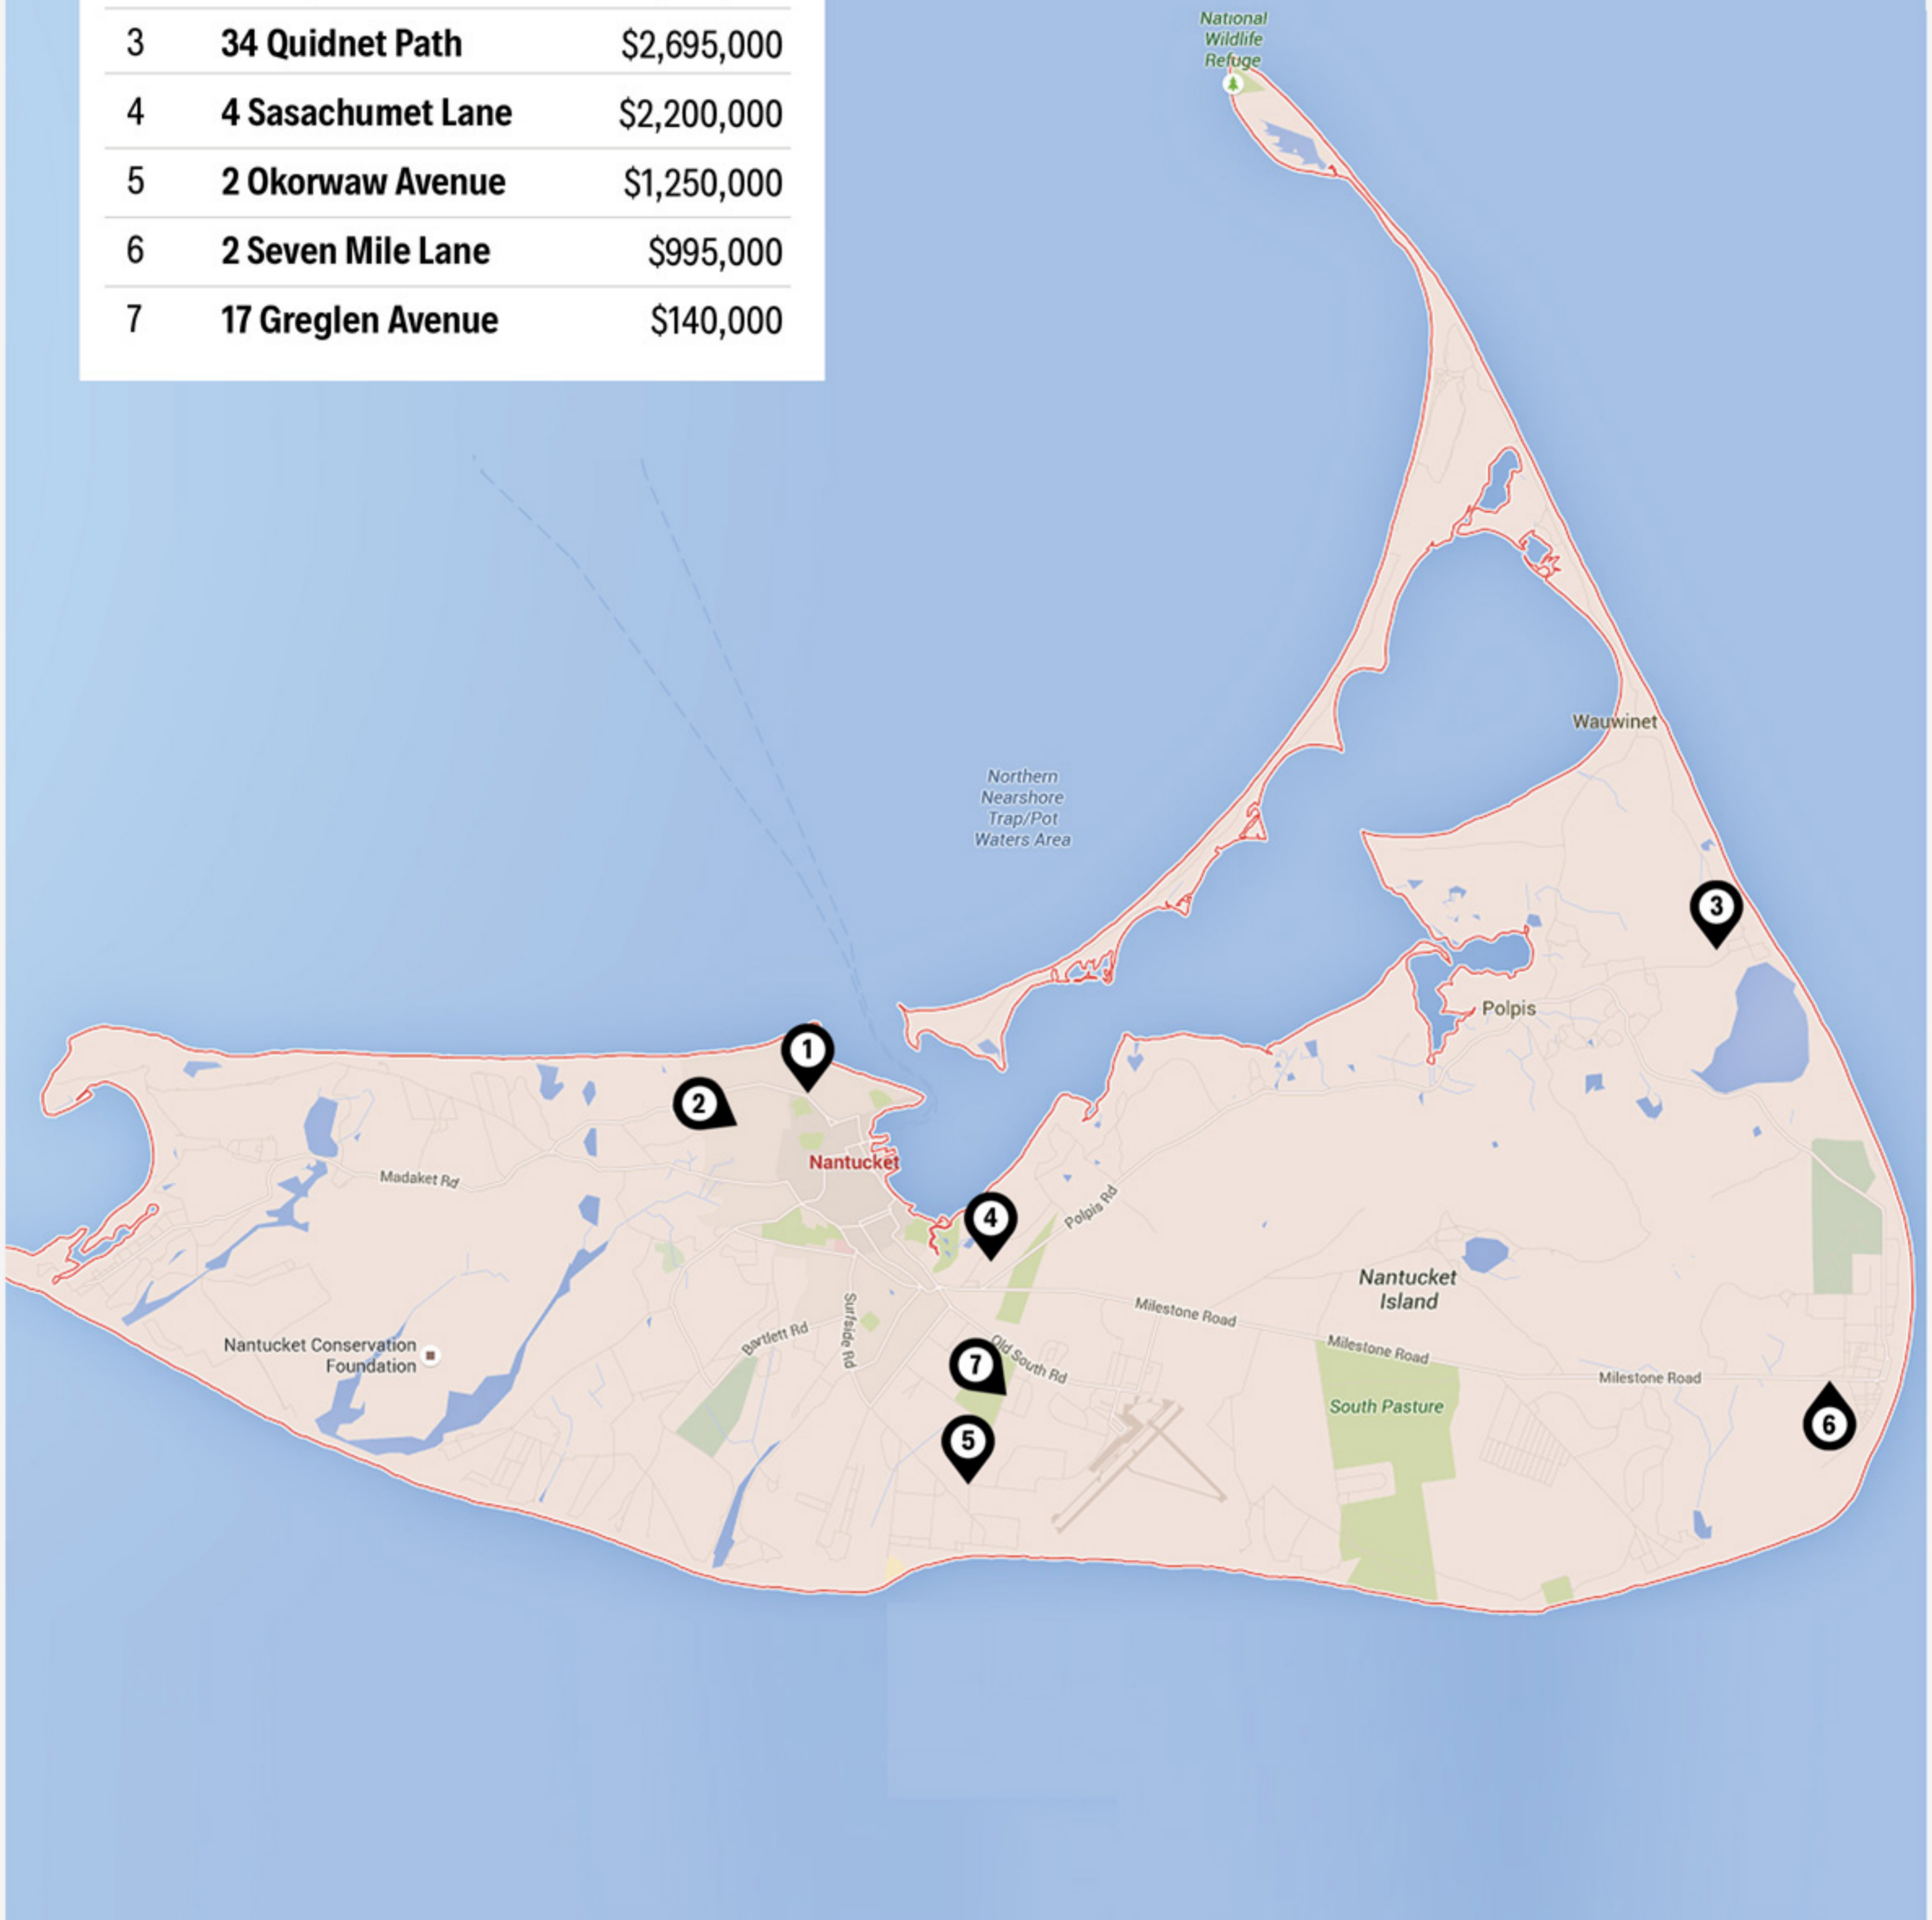 3 34 Quidnet Path $2,695,000
4 4 Sasachumet Lane $2,200,000
5 2 Okorwaw Avenue $1,250,000
6 2 Seven Mile Lane $995,000
7 17 Greglen Avenue $140,000
National
Wildlife
Refuge
Wauwinet
Northern
Nearshore
Trap/Pot
Waters Area
3
Polpis
1
2
Nantucket
Madaket Rd
4
Polpis Rd
Nantucket
Island
Milestone Road
Surfside Rd
Bartlett Rd
Nantucket Conservation
Foundation
Old South Rd
7
Milestone Road
Milestone Road
South Pasture
6
5